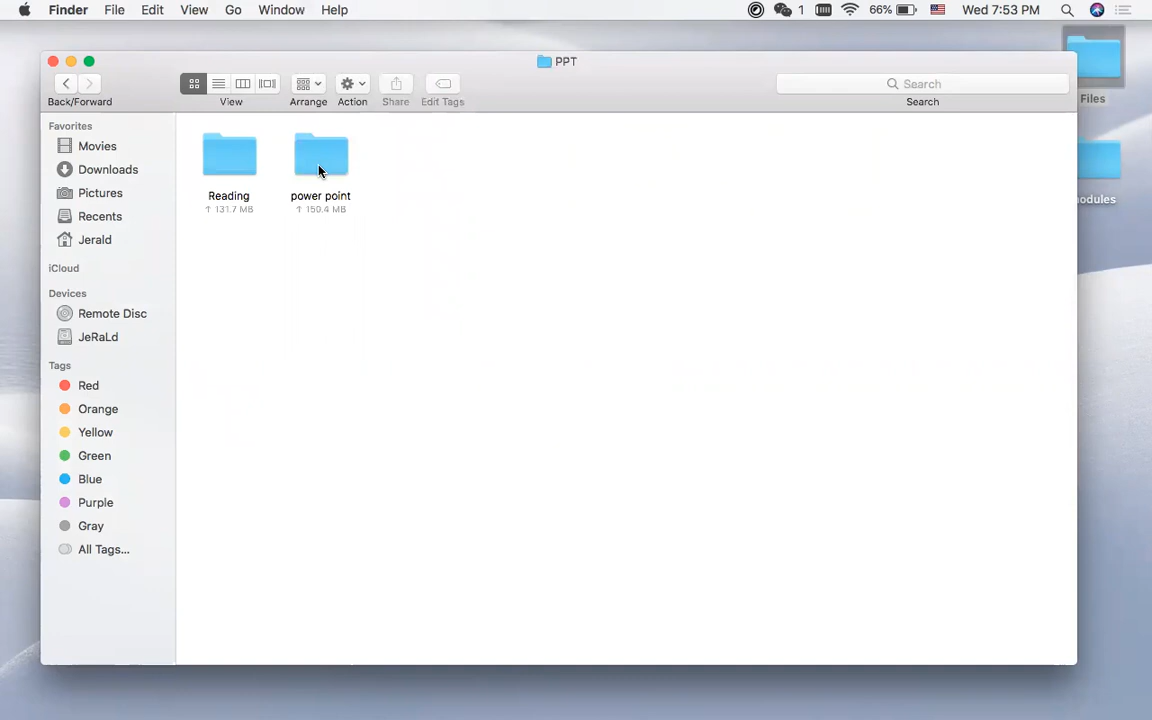 Finder File Edit View Go Window Help 1 66% Wed 7:53 PM
PPT
Search
Back/Forward View Arrange Action Share Edit Tags Search
Files
Favorites
Movies
Downloads
Pictures
Recents
Jerald
iCloud
Devices
Remote Disc
JeRaLd
Tags
Red
Orange
Yellow
Green
Blue
Purple
Gray
All Tags...
Reading power point
↑ 131.7 MB ↑ 150.4 MB
odules